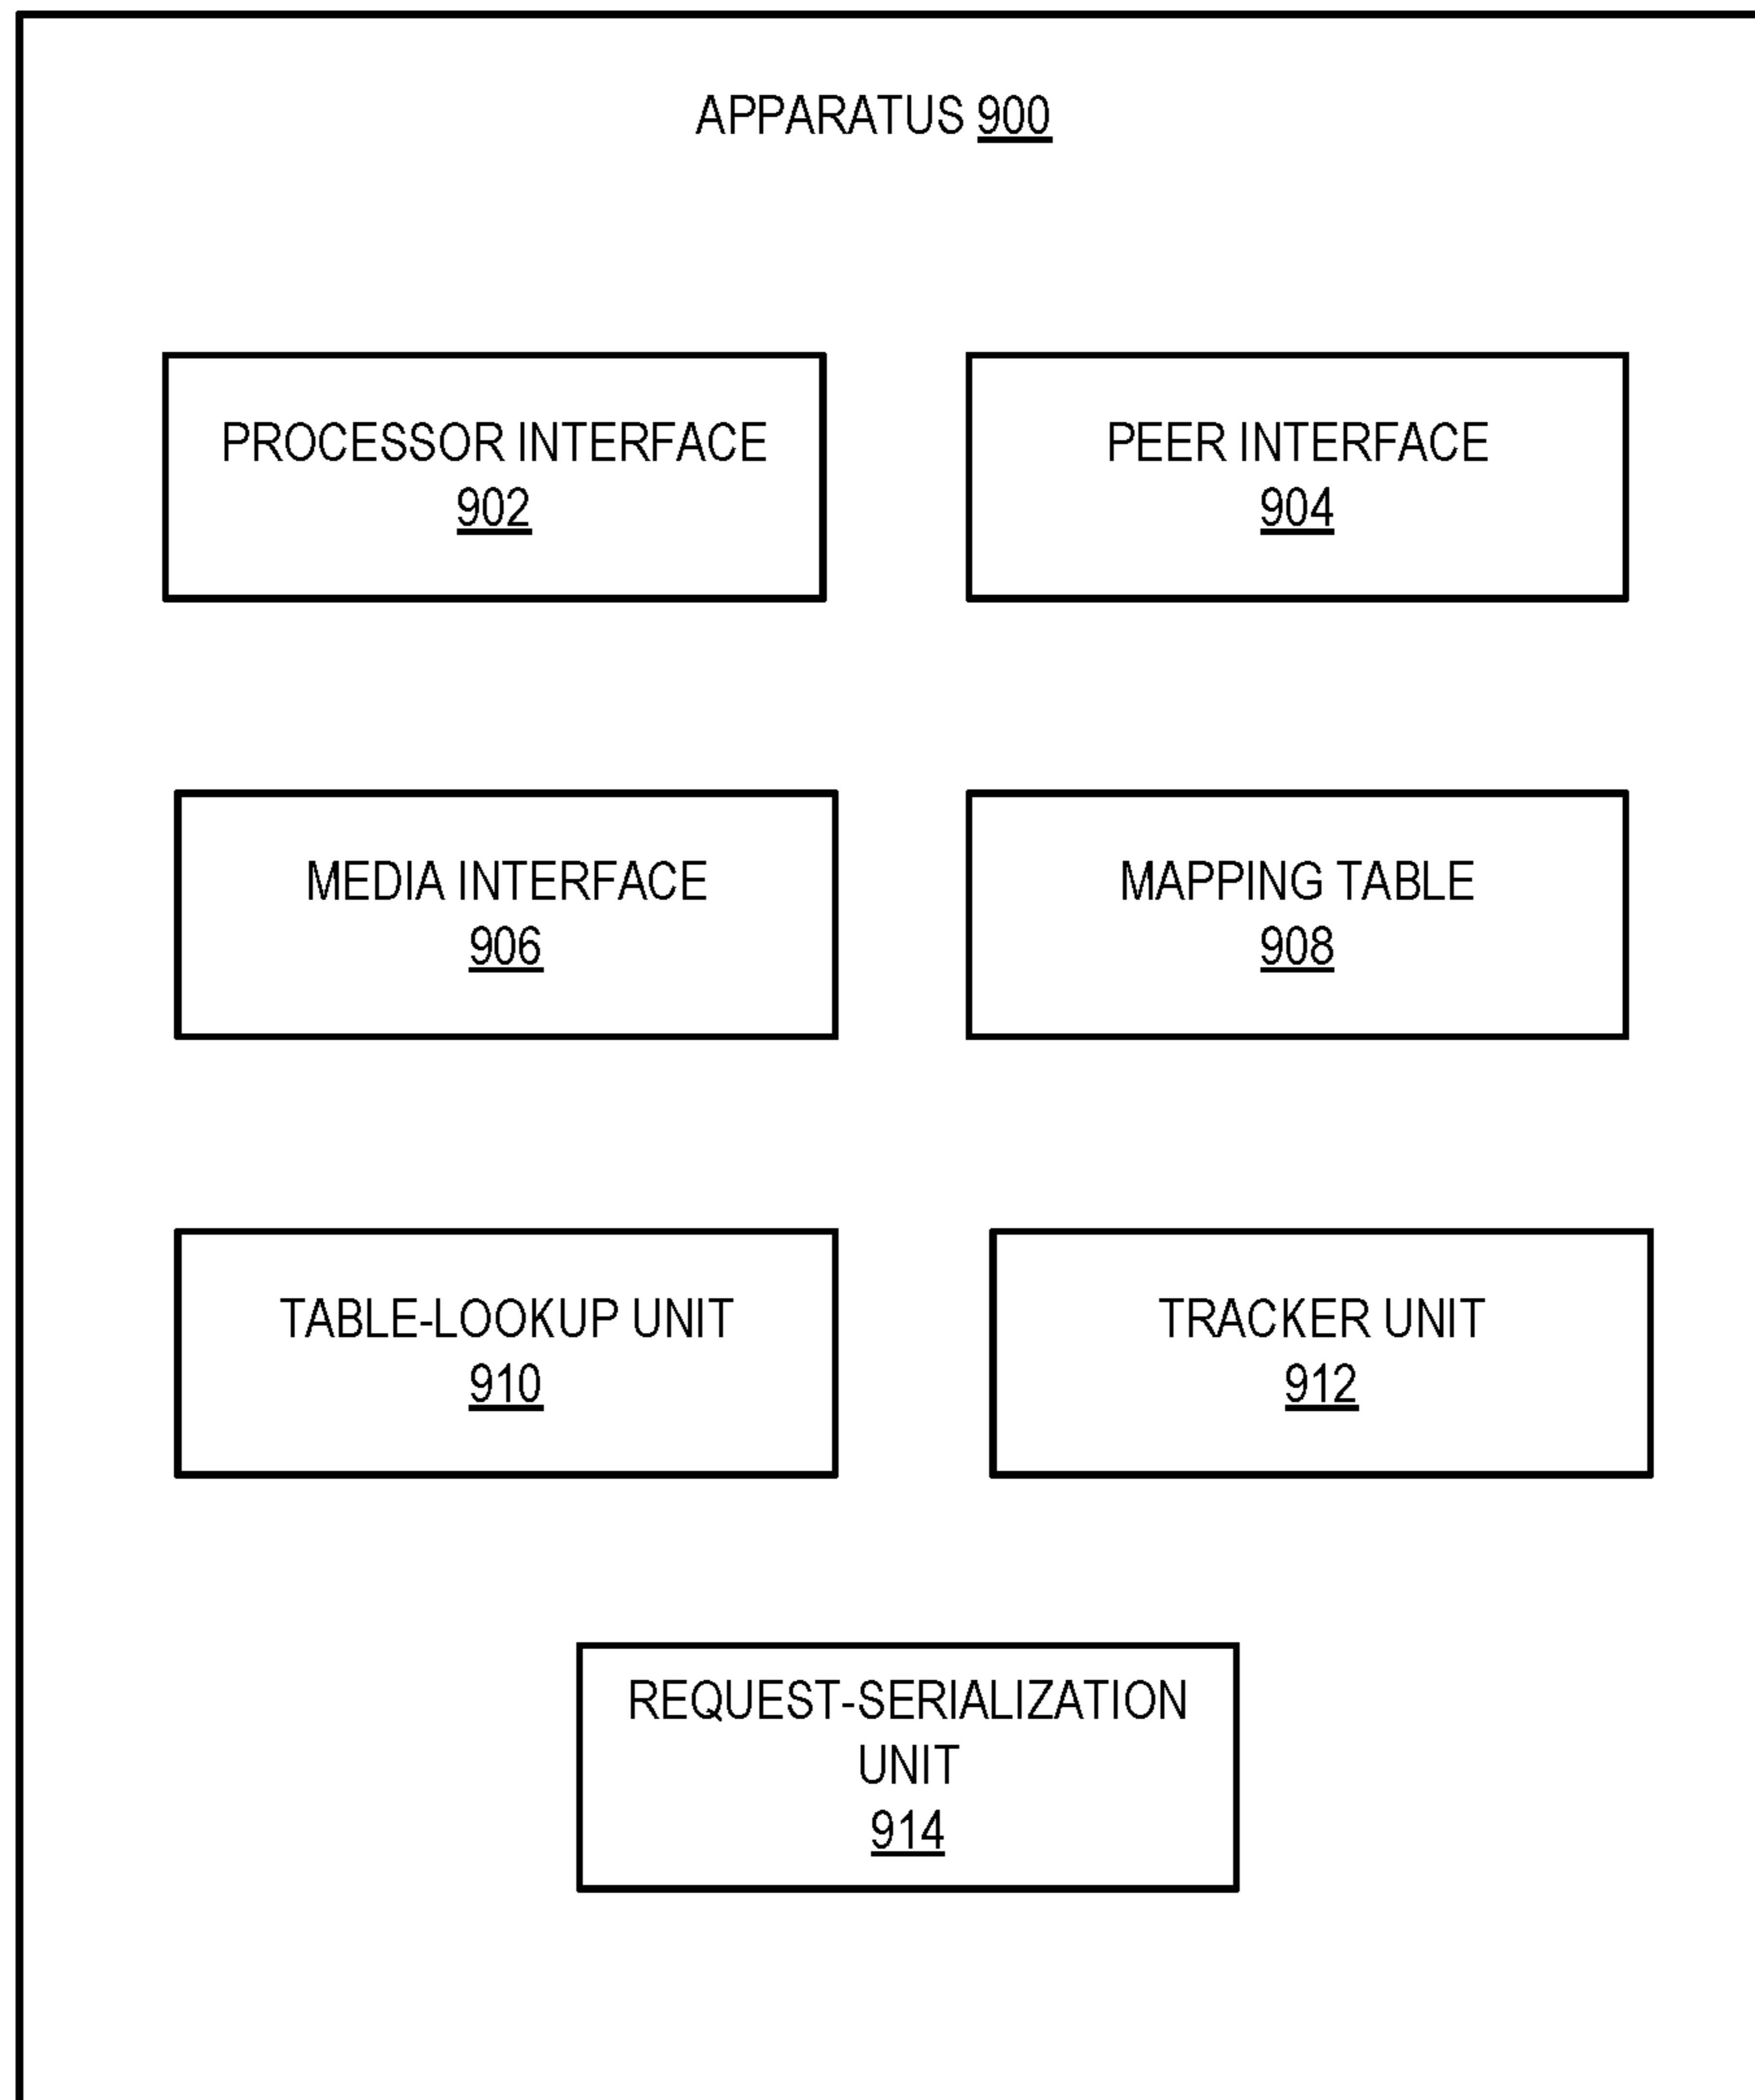 APPARATUS 900
PROCESSOR INTERFACE
902
PEER INTERFACE
904
MEDIA INTERFACE
906
MAPPING TABLE
908
TABLE-LOOKUP UNIT
910
TRACKER UNIT
912
REQUEST-SERIALIZATION
UNIT
914